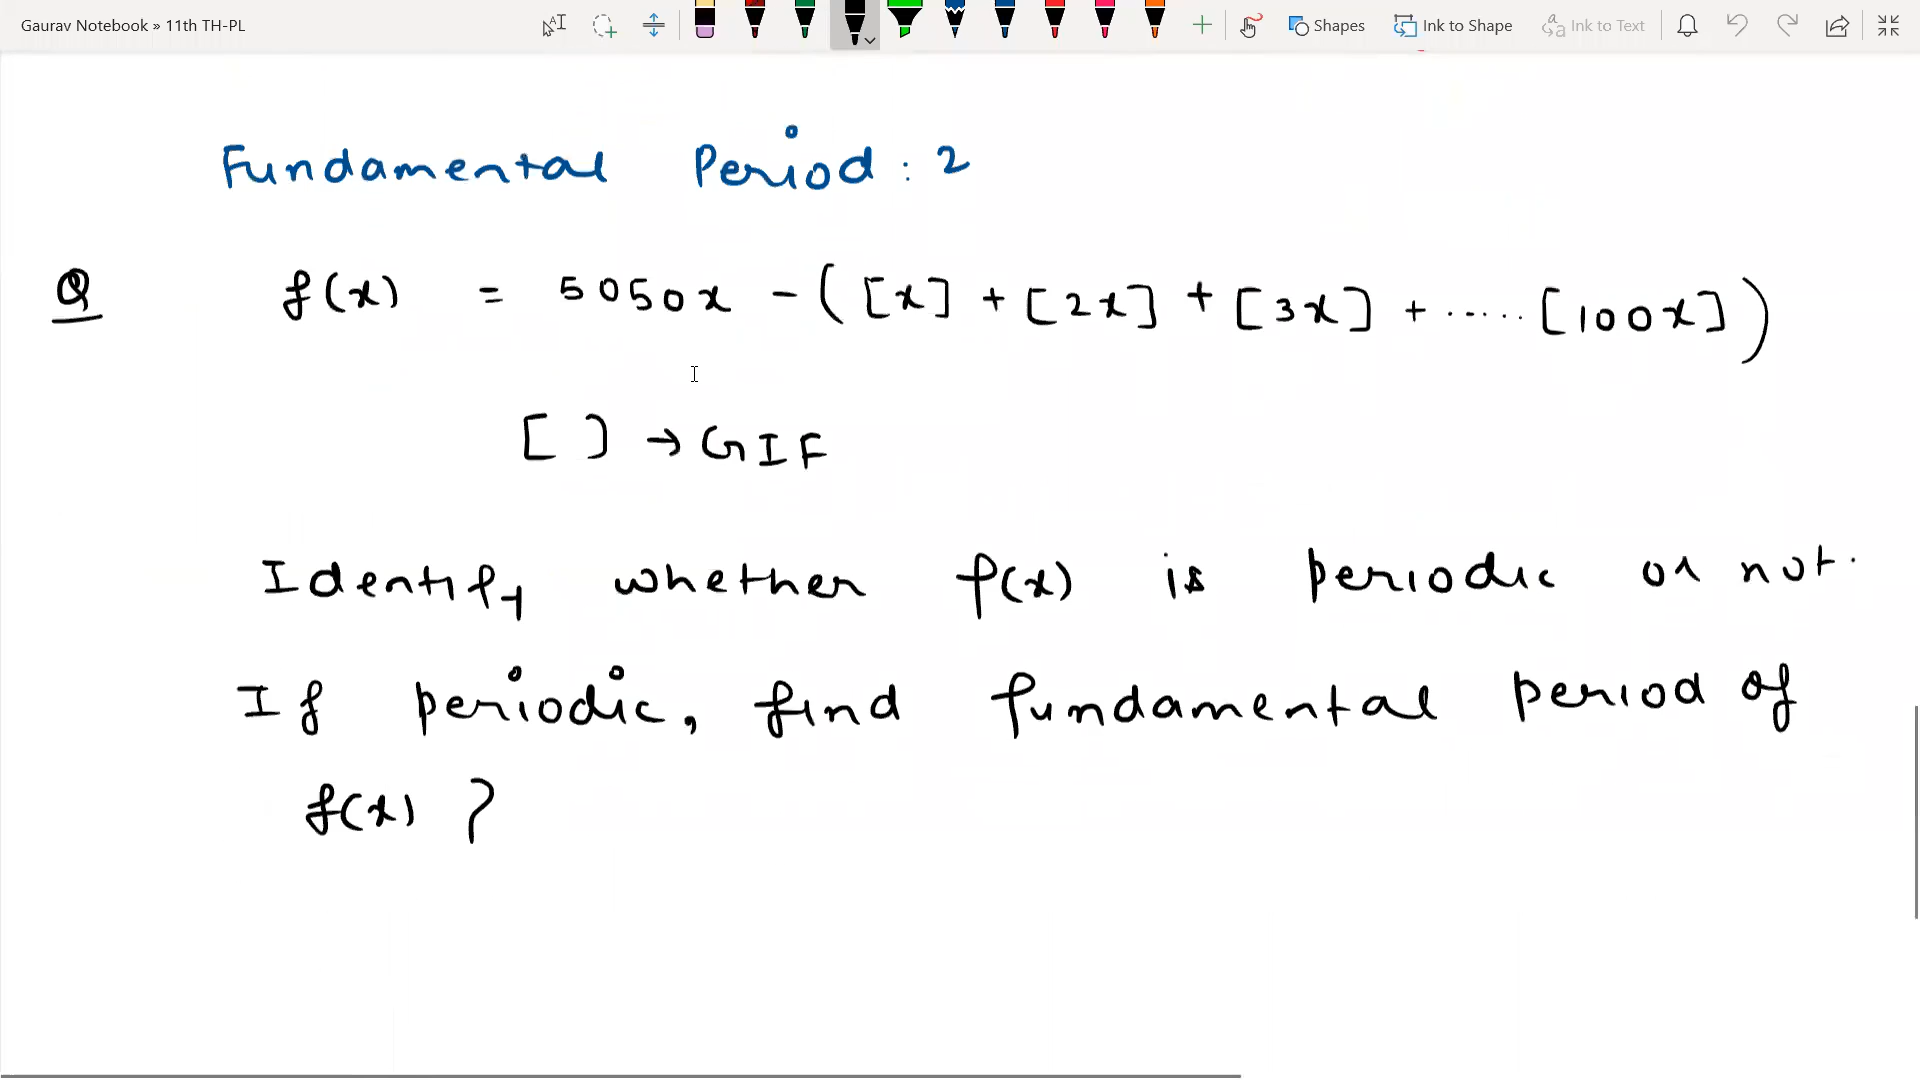 Gaurav Notebook » 11th TH-PL
Shapes
Ink to Shape
Ink to Text
Fundamental Period : 2
Q f(x) = 5050x - ([x] + [2x] + [3x] + ..... [100x])
[ ] → GIF
Identify whether f(x) is periodic or not.
If periodic, find fundamental period of
f(x) ?